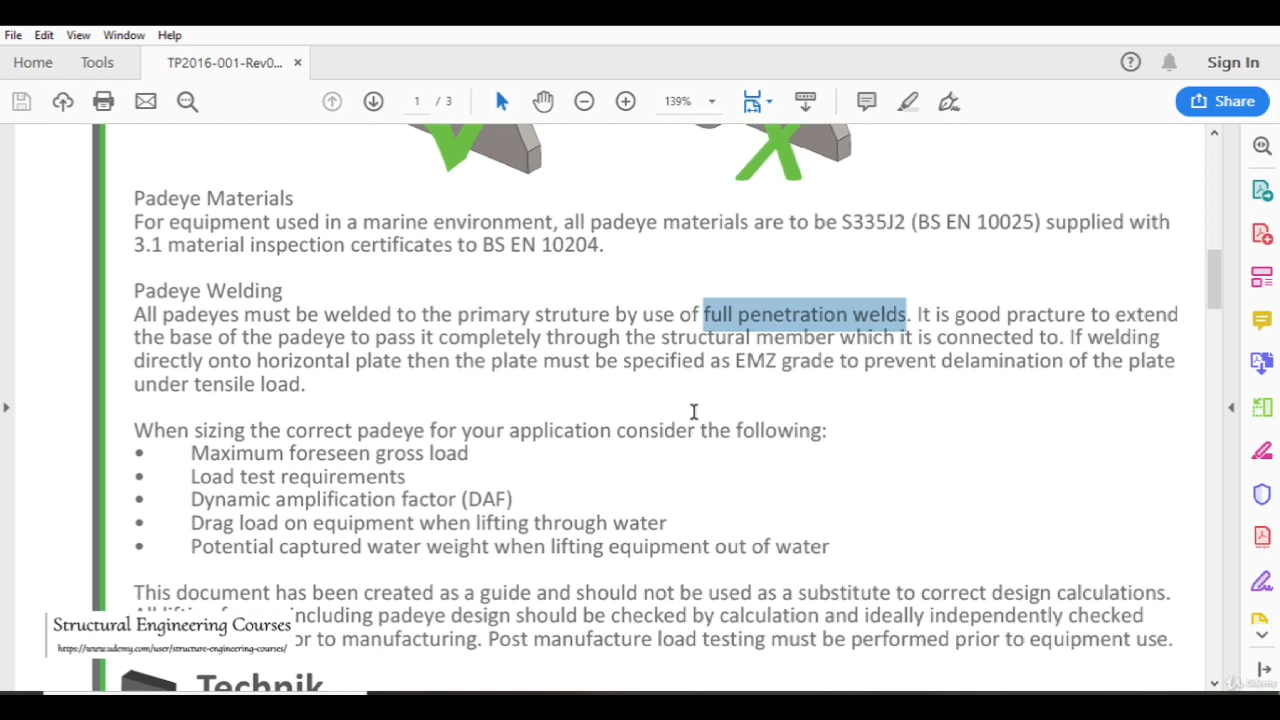 File Edit View Window Help
Home Tools TP2016-001-Rev0... × Sign In
1 / 3 139% Share
Padeye Materials
For equipment used in a marine environment, all padeye materials are to be S335J2 (BS EN 10025) supplied with
3.1 material inspection certificates to BS EN 10204.
Padeye Welding
All padeyes must be welded to the primary struture by use of full penetration welds. It is good practure to extend
the base of the padeye to pass it completely through the structural member which it is connected to. If welding
directly onto horizontal plate then the plate must be specified as EMZ grade to prevent delamination of the plate
under tensile load.
When sizing the correct padeye for your application consider the following:
• Maximum foreseen gross load
• Load test requirements
• Dynamic amplification factor (DAF)
• Drag load on equipment when lifting through water
• Potential captured water weight when lifting equipment out of water
This document has been created as a guide and should not be used as a substitute to correct design calculations.
including padeye design should be checked by calculation and ideally independently checked
Structural Engineering Courses
or to manufacturing. Post manufacture load testing must be performed prior to equipment use.
https://www.udemy.com/user/structure-engineering-courses/
Technik
Udemy